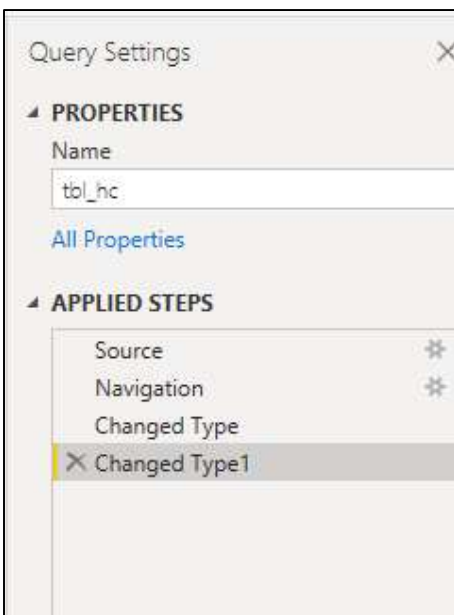 Query Settings
PROPERTIES
Name
tbl_hc
All Properties
APPLIED STEPS
Source
Navigation
Changed Type
Changed Type1